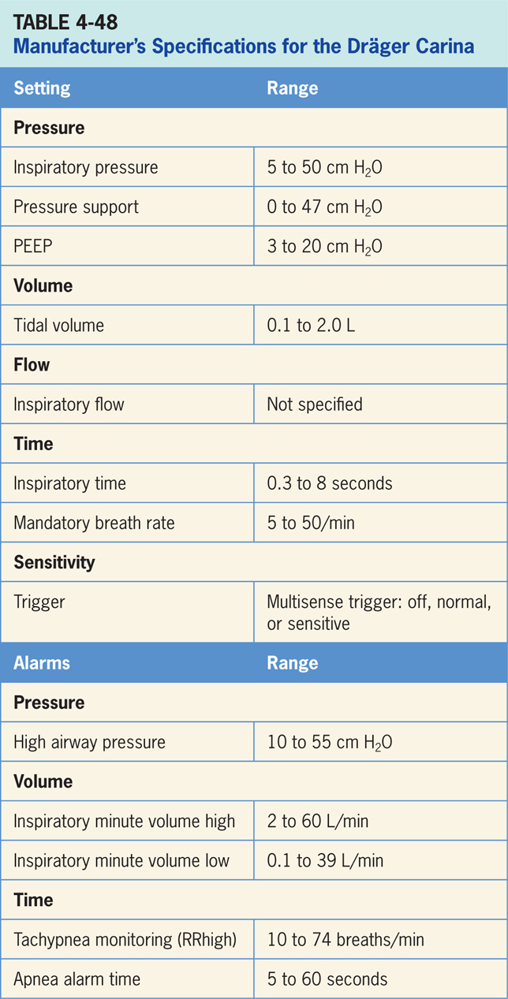 TABLE 4-48
Manufacturer’s Specifications for the Dräger Carina
Setting Range
Pressure
Inspiratory pressure 5 to 50 cm H₂O
Pressure support 0 to 47 cm H₂O
PEEP 3 to 20 cm H₂O
Volume
Tidal volume 0.1 to 2.0 L
Flow
Inspiratory flow Not specified
Time
Inspiratory time 0.3 to 8 seconds
Mandatory breath rate 5 to 50/min
Sensitivity
Trigger Multisense trigger: off, normal,
or sensitive
Alarms Range
Pressure
High airway pressure 10 to 55 cm H₂O
Volume
Inspiratory minute volume high 2 to 60 L/min
Inspiratory minute volume low 0.1 to 39 L/min
Time
Tachypnea monitoring (RRhigh) 10 to 74 breaths/min
Apnea alarm time 5 to 60 seconds